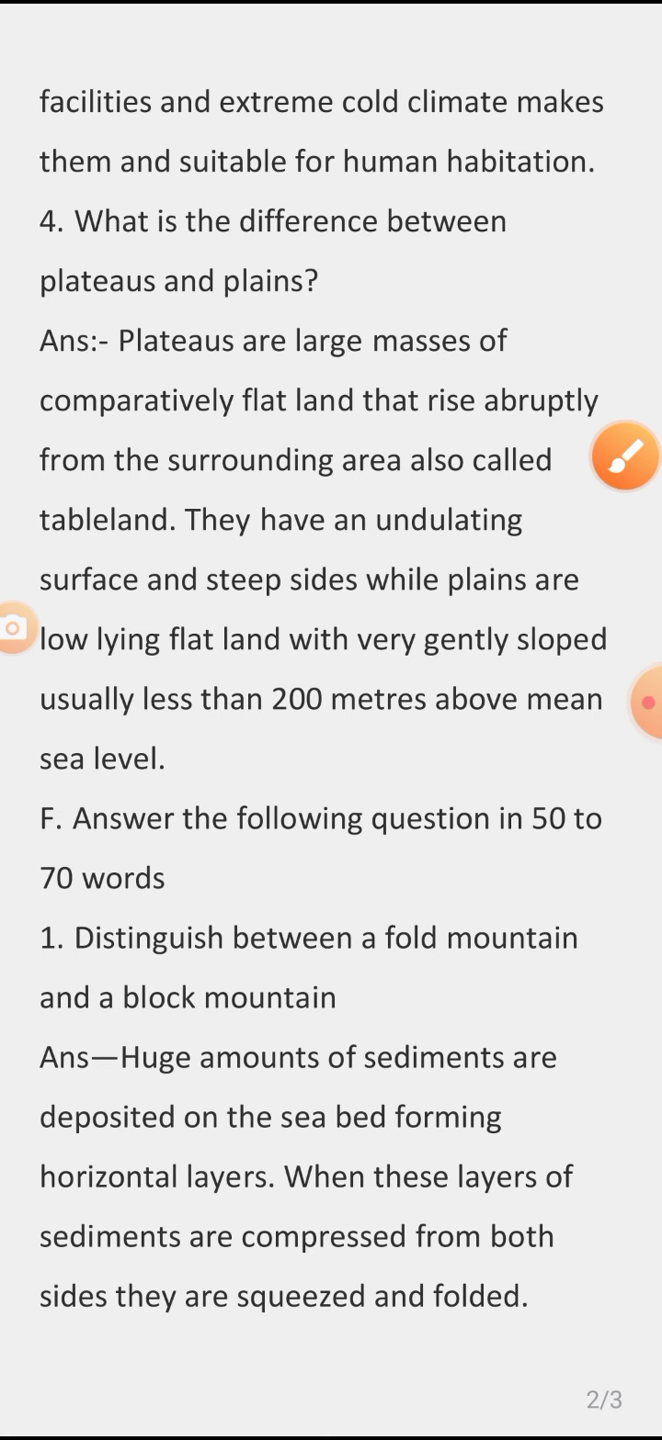 facilities and extreme cold climate makes
them and suitable for human habitation.
4. What is the difference between
plateaus and plains?
Ans:- Plateaus are large masses of
comparatively flat land that rise abruptly
from the surrounding area also called
tableland. They have an undulating
surface and steep sides while plains are
low lying flat land with very gently sloped
usually less than 200 metres above mean
sea level.
F. Answer the following question in 50 to
70 words
1. Distinguish between a fold mountain
and a block mountain
Ans—Huge amounts of sediments are
deposited on the sea bed forming
horizontal layers. When these layers of
sediments are compressed from both
sides they are squeezed and folded.
2/3